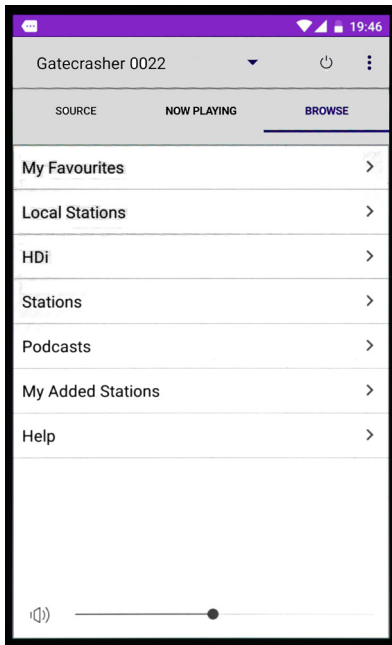 19:46
Gatecrasher 0022
SOURCE NOW PLAYING BROWSE
My Favourites
Local Stations
HDi
Stations
Podcasts
My Added Stations
Help